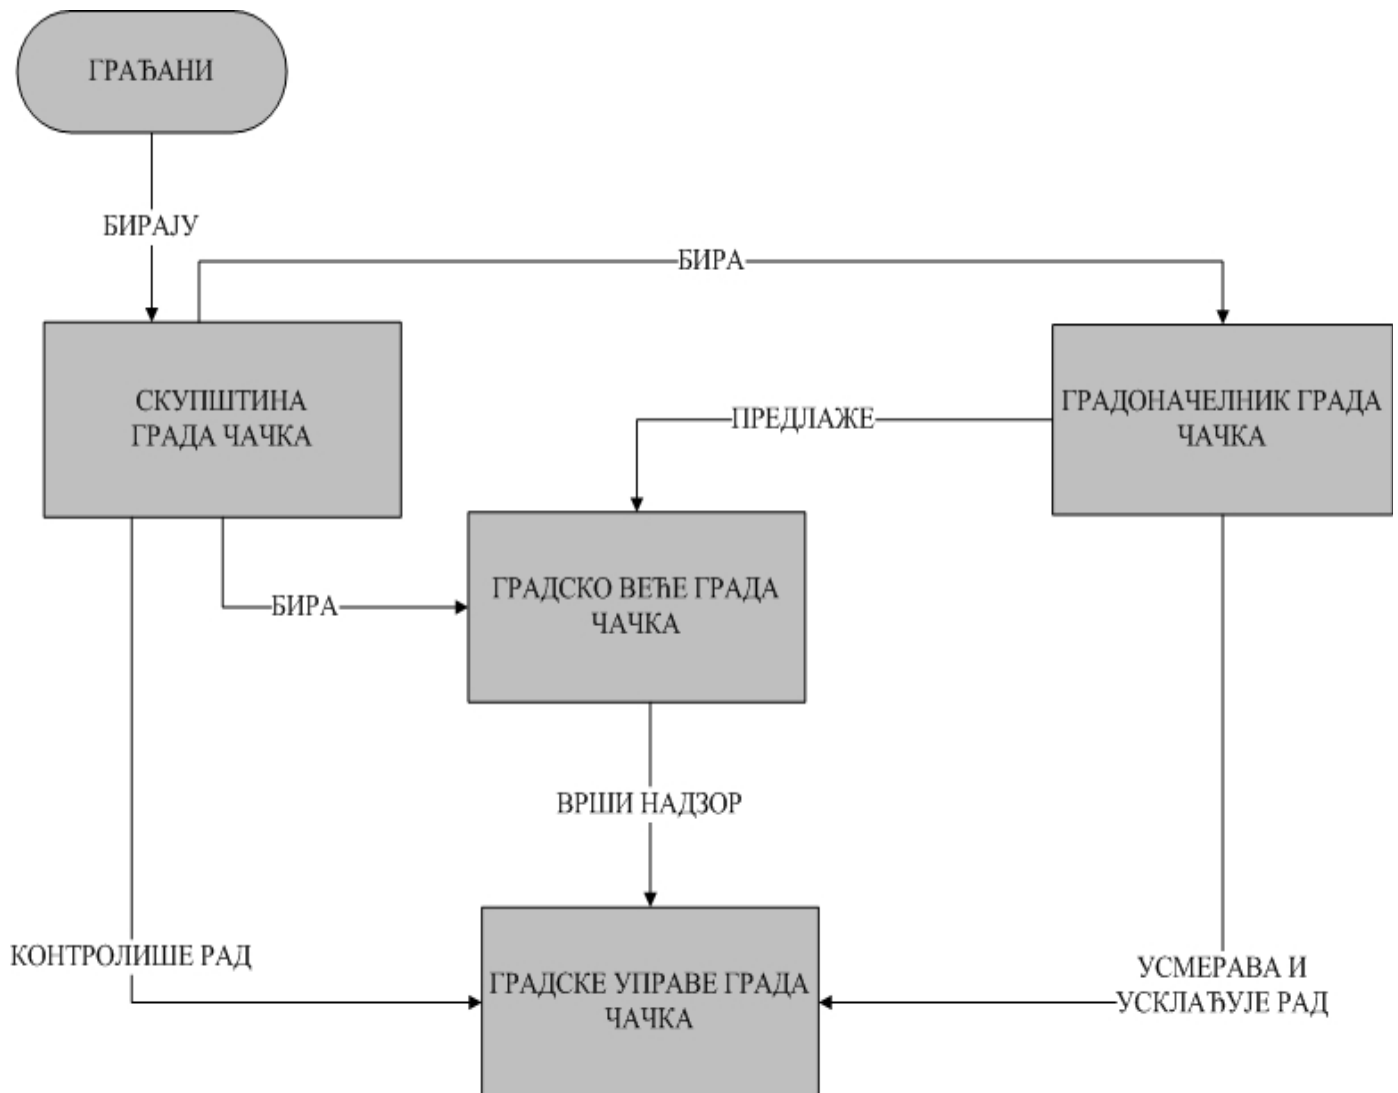 ГРАЂАНИ
БИРАЈУ
БИРА
СКУПШТИНА
ГРАДА ЧАЧКА
ГРАДОНАЧЕЛНИК ГРАДА
ЧАЧКА
ПРЕДЛАЖЕ
ГРАДСКО ВЕЋЕ ГРАДА
ЧАЧКА
БИРА
ВРШИ НАДЗОР
КОНТРОЛИШЕ РАД
ГРАДСКЕ УПРАВЕ ГРАДА
ЧАЧКА
УСМЕРАВА И
УСКЛАЂУЈЕ РАД